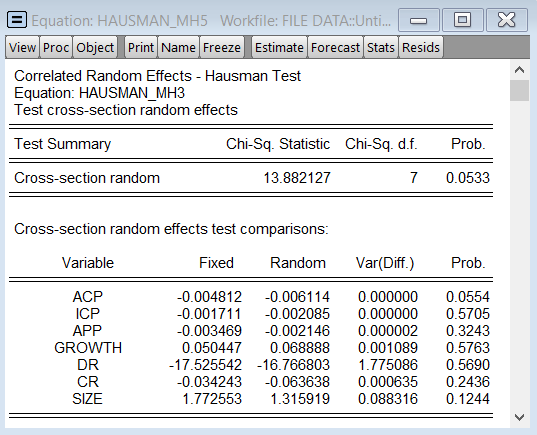 Equation: HAUSMAN_MH5 Workfile: FILE DATA::Unti...
View Proc Object Print Name Freeze Estimate Forecast Stats Resids
Correlated Random Effects - Hausman Test
Equation: HAUSMAN_MH3
Test cross-section random effects
Test Summary Chi-Sq. Statistic Chi-Sq. d.f. Prob.
Cross-section random 13.882127 7 0.0533
Cross-section random effects test comparisons:
Variable Fixed Random Var(Diff.) Prob.
ACP -0.004812 -0.006114 0.000000 0.0554
ICP -0.001711 -0.002085 0.000000 0.5705
APP -0.003469 -0.002146 0.000002 0.3243
GROWTH 0.050447 0.068888 0.001089 0.5763
DR -17.525542 -16.766803 1.775086 0.5690
CR -0.034243 -0.063638 0.000635 0.2436
SIZE 1.772553 1.315919 0.088316 0.1244